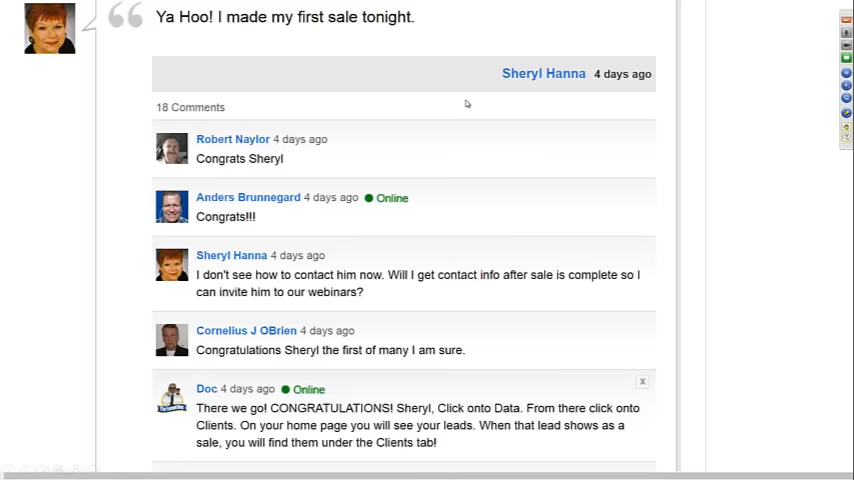 Ya Hoo! I made my first sale tonight.
Sheryl Hanna 4 days ago
18 Comments
Robert Naylor 4 days ago
Congrats Sheryl
Anders Brunnegard 4 days ago Online
Congrats!!!
Sheryl Hanna 4 days ago
I don't see how to contact him now. Will I get contact info after sale is complete so I
can invite him to our webinars?
Cornelius J OBrien 4 days ago
Congratulations Sheryl the first of many I am sure.
Doc 4 days ago Online
x
There we go! CONGRATULATIONS! Sheryl, Click onto Data. From there click onto
Clients. On your home page you will see your leads. When that lead shows as a
sale, you will find them under the Clients tab!